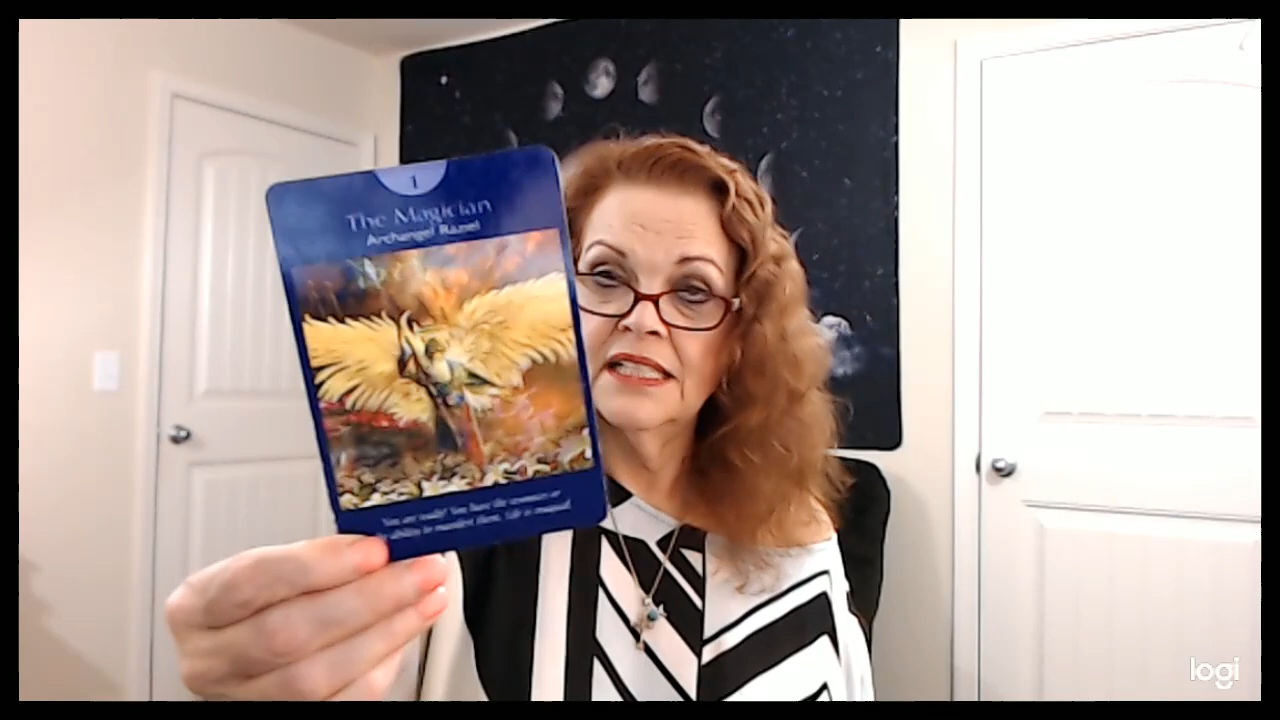 1
The Magician
Archangel Raziel
You are ready! You have the resources or
ability to manifest them. Life is magical.
logi